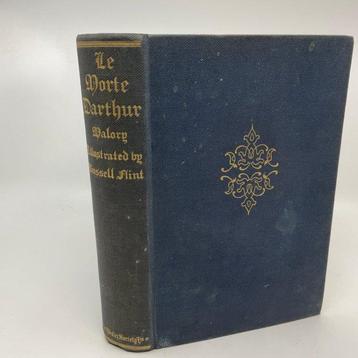 Le
Morte
Darthur
Malory
Illustrated by
Russell Flint